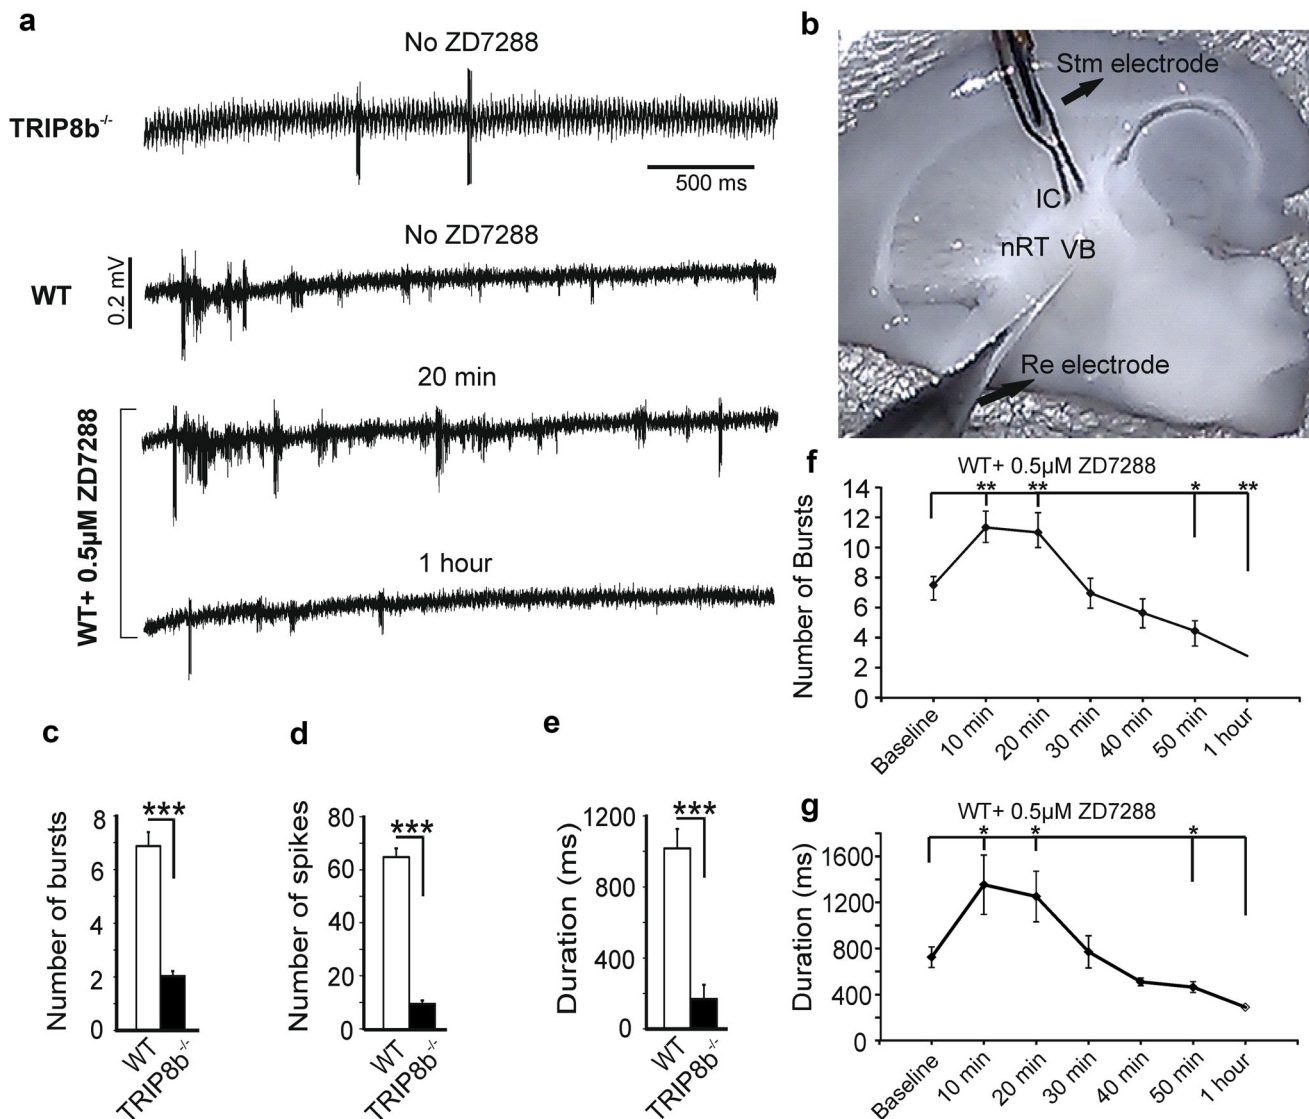 a
No ZD7288
TRIP8b-/-
500 ms
No ZD7288
WT
0.2 mV
20 min
WT+ 0.5µM ZD7288
1 hour
b
Stm electrode
IC
nRT VB
Re electrode
c
Number of bursts
8
6
4
2
0
***
WT
TRIP8b-/-
d
Number of spikes
80
60
40
20
0
***
WT
TRIP8b-/-
e
Duration (ms)
1200
800
400
0
***
WT
TRIP8b-/-
f
WT+ 0.5µM ZD7288
** ** * **
Number of Bursts
14
12
10
8
6
4
2
0
Baseline
10 min
20 min
30 min
40 min
50 min
1 hour
g
WT+ 0.5µM ZD7288
* * *
Duration (ms)
1600
1200
800
400
0
Baseline
10 min
20 min
30 min
40 min
50 min
1 hour